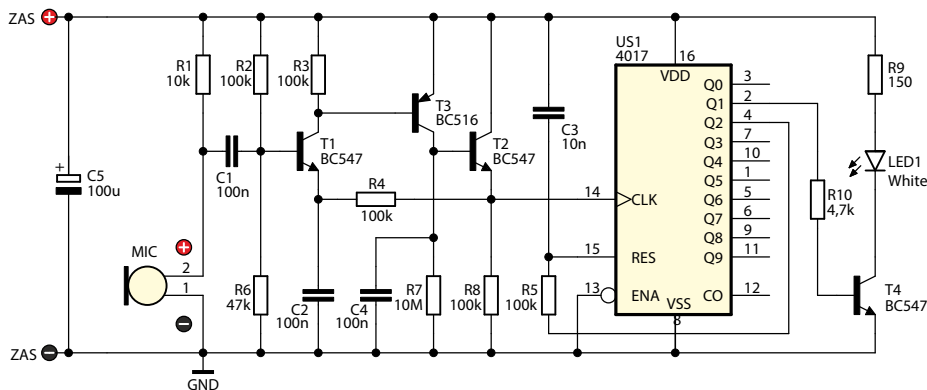 ZAS +
R1
10k
R2
100k
R3
100k
T3
BC516
T1
BC547
T2
BC547
C1
100n
+
C5
100u
R4
100k
C3
10n
MIC
+
2
1
−
R6
47k
C2
100n
C4
100n
R7
10M
R8
100k
R5
100k
US1
4017
16
VDD
14
CLK
15
RES
13
ENA
VSS
8
Q0 3
Q1 2
Q2 4
Q3 7
Q4 10
Q5 1
Q6 5
Q7 6
Q8 9
Q9 11
CO 12
R9
150
LED1
White
R10
4,7k
T4
BC547
ZAS −
GND